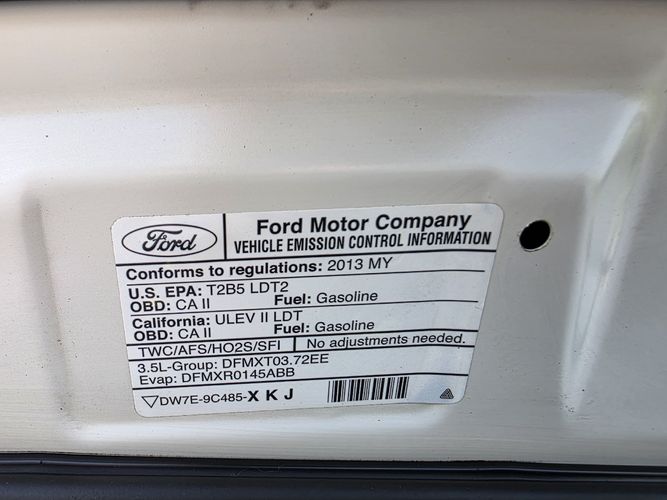 Ford
Ford Motor Company
VEHICLE EMISSION CONTROL INFORMATION
Conforms to regulations: 2013 MY
U.S. EPA: T2B5 LDT2
OBD: CA II Fuel: Gasoline
California: ULEV II LDT
OBD: CA II Fuel: Gasoline
TWC/AFS/HO2S/SFI No adjustments needed.
3.5L-Group: DFMXT03.72EE
Evap: DFMXR0145ABB
DW7E-9C485-X K J